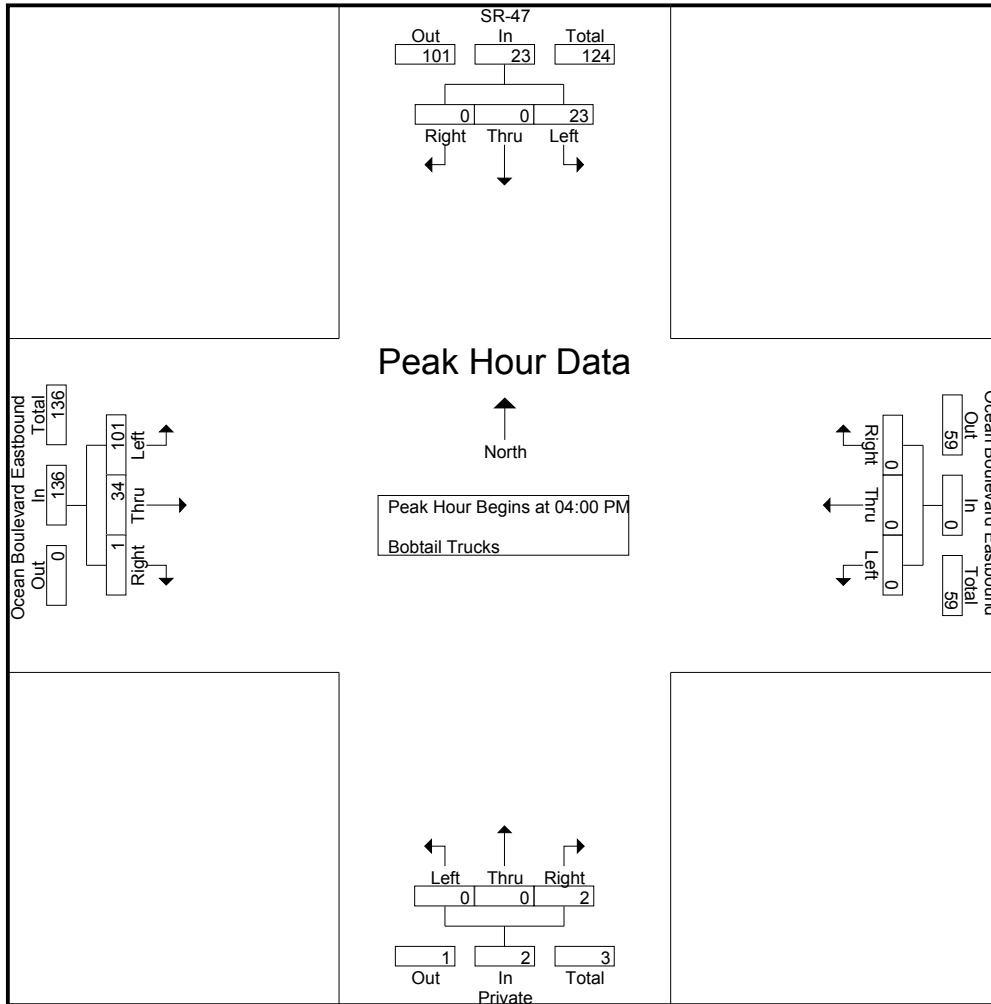 SR-47
Out In Total
101 23 124
0 0 23
Right Thru Left
Peak Hour Data
North
Peak Hour Begins at 04:00 PM
Bobtail Trucks
Ocean Boulevard Eastbound
Total In Out
136 136 0
101 34 1
Left Thru Right
Ocean Boulevard Eastbound
Out In Total
59 0 59
0 0 0
Right Thru Left
Left Thru Right
0 0 2
1 2 3
Out In Total
Private